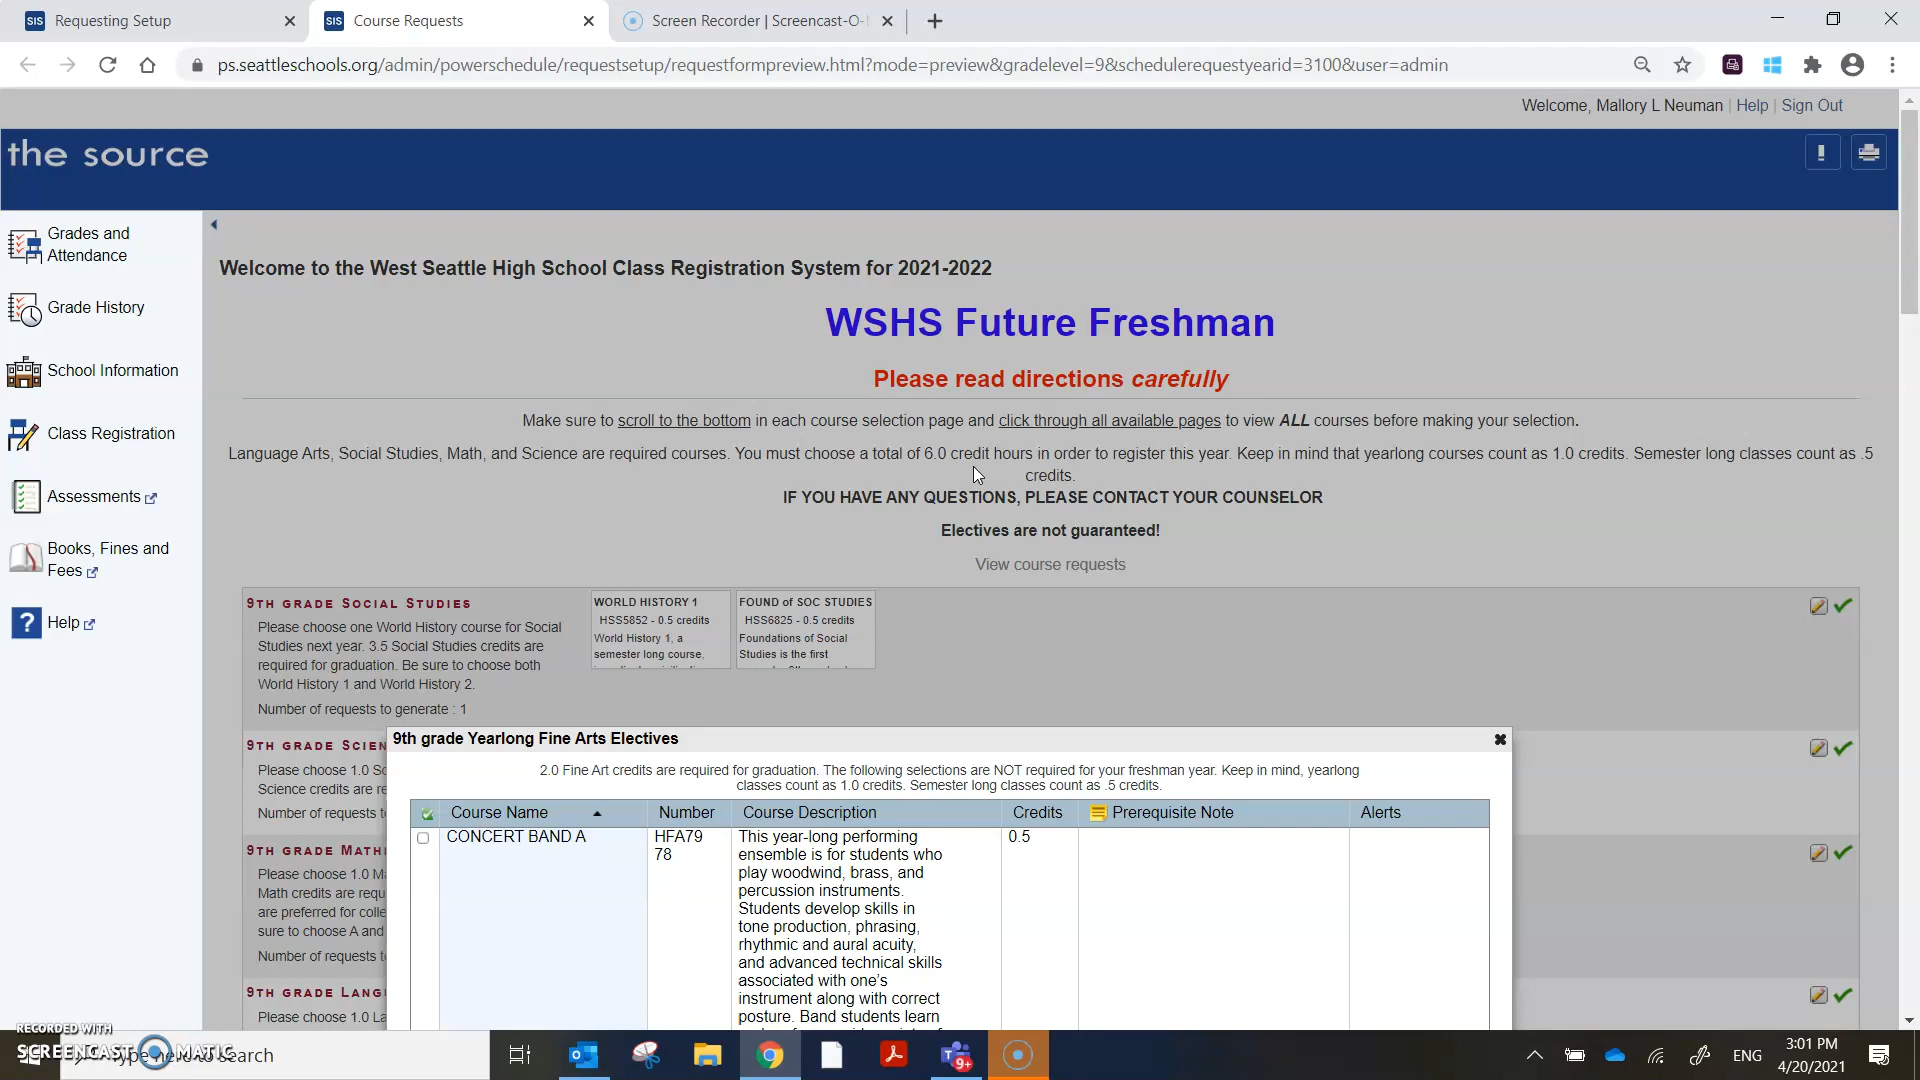 Requesting Setup
Course Requests
Screen Recorder | Screencast-O-
ps.seattleschools.org/admin/powerschedule/requestsetup/requestformpreview.html?mode=preview&gradelevel=9&schedulerequestyearid=3100&user=admin
Welcome, Mallory L Neuman | Help | Sign Out
the source
Grades and
Attendance
Grade History
School Information
Class Registration
Assessments
Books, Fines and
Fees
Help
Welcome to the West Seattle High School Class Registration System for 2021-2022
WSHS Future Freshman
Please read directions carefully
Make sure to scroll to the bottom in each course selection page and click through all available pages to view ALL courses before making your selection.
Language Arts, Social Studies, Math, and Science are required courses. You must choose a total of 6.0 credit hours in order to register this year. Keep in mind that yearlong courses count as 1.0 credits. Semester long classes count as .5
credits.
IF YOU HAVE ANY QUESTIONS, PLEASE CONTACT YOUR COUNSELOR
Electives are not guaranteed!
View course requests
9TH GRADE SOCIAL STUDIES
Please choose one World History course for Social
Studies next year. 3.5 Social Studies credits are
required for graduation. Be sure to choose both
World History 1 and World History 2.
Number of requests to generate : 1
WORLD HISTORY 1
HSS5852 - 0.5 credits
World History 1, a
semester long course,
FOUND of SOC STUDIES
HSS6825 - 0.5 credits
Foundations of Social
Studies is the first
9TH GRADE SCIEN
Please choose 1.0 Sc
Science credits are re
Number of requests t
9TH GRADE MATH
Please choose 1.0 Ma
Math credits are requ
are preferred for colle
sure to choose A and
Number of requests t
9TH GRADE LANG
Please choose 1.0 La
9th grade Yearlong Fine Arts Electives
2.0 Fine Art credits are required for graduation. The following selections are NOT required for your freshman year. Keep in mind, yearlong
classes count as 1.0 credits. Semester long classes count as .5 credits.
Course Name Number Course Description Credits Prerequisite Note Alerts
CONCERT BAND A
HFA79
78
This year-long performing
ensemble is for students who
play woodwind, brass, and
percussion instruments.
Students develop skills in
tone production, phrasing,
rhythmic and aural acuity,
and advanced technical skills
associated with one's
instrument along with correct
posture. Band students learn
0.5
RECORDED WITH
SCREENCAST MATIC
Type here to search
9+
ENG
3:01 PM
4/20/2021